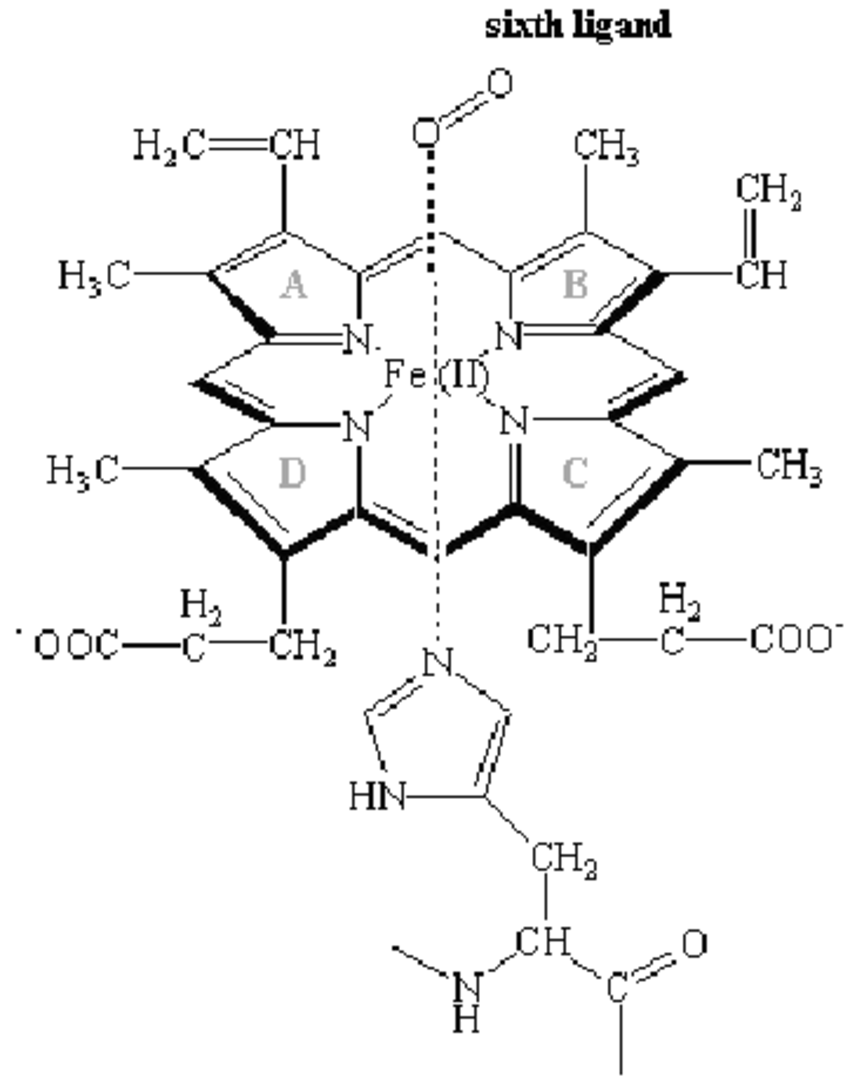 sixth ligand
O
O
H₂C CH
CH₃
CH₂
H₃C
A
B
CH
N
N
Fe (II)
N
N
H₃C
D
C
CH₃
H₂
H₂
⁻OOC C CH₂
CH₂ C COO⁻
N
HN
CH₂
CH
O
N
H
C